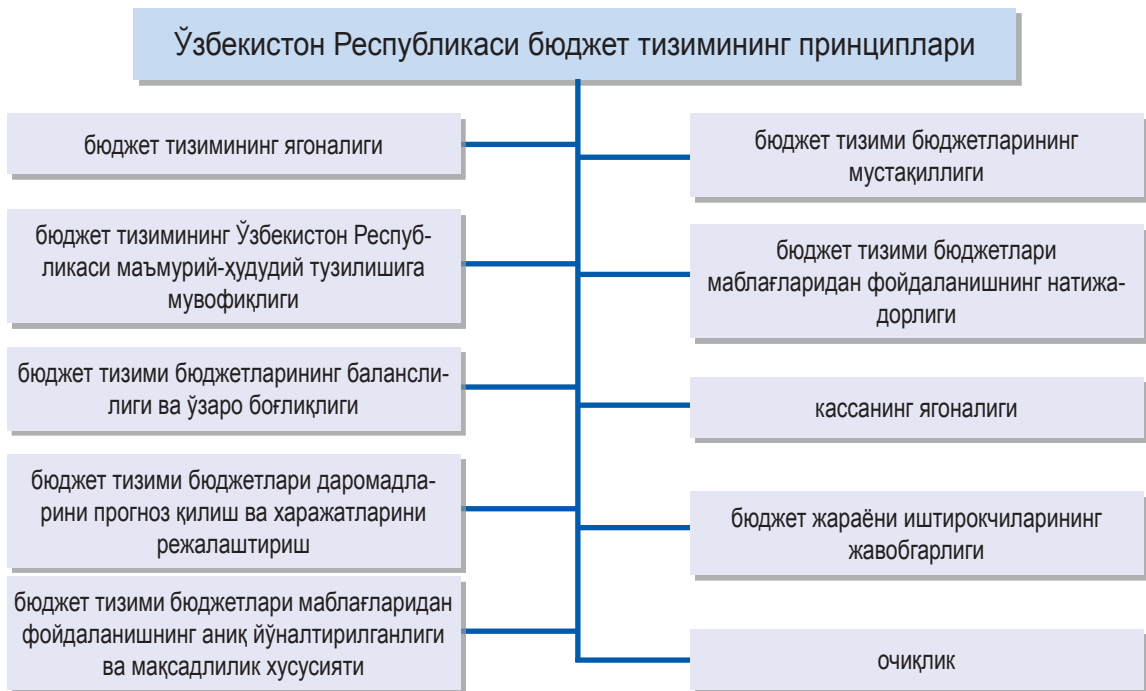 Ўзбекистон Республикаси бюджет тизимининг принциплари
бюджет тизимининг ягоналиги
бюджет тизимининг Ўзбекистон Респуб-
ликаси маъмурий-ҳудудий тузилишига
мувофиқлиги
бюджет тизими бюджетларининг балансли-
лиги ва ўзаро боғлиқлиги
бюджет тизими бюджетлари даромадла-
рини прогноз қилиш ва харажатларини
режалаштириш
бюджет тизими бюджетлари маблағларидан
фойдаланишнинг аниқ йўналтирилганлиги
ва мақсадлилик хусусияти
бюджет тизими бюджетларининг
мустақиллиги
бюджет тизими бюджетлари
маблағларидан фойдаланишнинг натижа-
дорлиги
кассанинг ягоналиги
бюджет жараёни иштирокчиларининг
жавобгарлиги
очиқлик